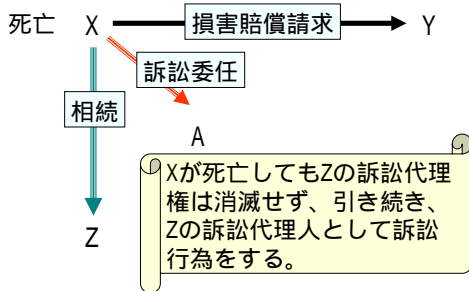 死亡 X 損害賠償請求 Y
訴訟委任
相続
A
Xが死亡してもZの訴訟代理
権は消滅せず、引き続き、
Zの訴訟代理人として訴訟
行為をする。
Z